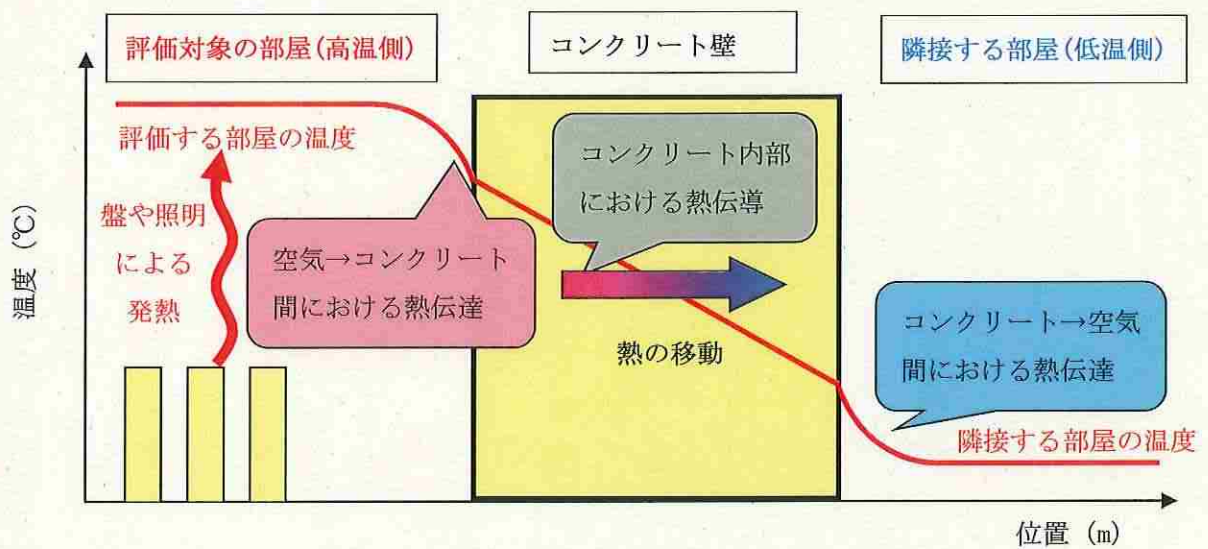 評価対象の部屋(高温側)
コンクリート壁
隣接する部屋(低温側)
評価する部屋の温度
盤や照明
による
発熱
空気→コンクリート
間における熱伝達
コンクリート内部
における熱伝導
熱の移動
コンクリート→空気
間における熱伝達
隣接する部屋の温度
温度 (℃)
位置 (m)